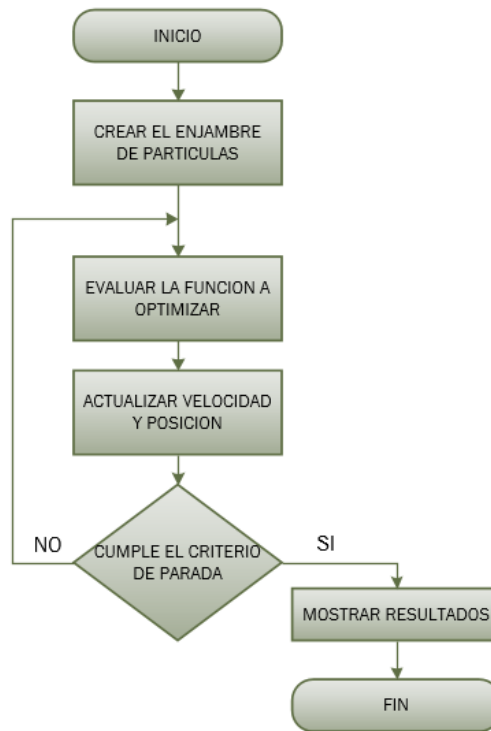 INICIO
CREAR EL ENJAMBRE
DE PARTICULAS
EVALUAR LA FUNCION A
OPTIMIZAR
ACTUALIZAR VELOCIDAD
Y POSICION
NO
CUMPLE EL CRITERIO
DE PARADA
SI
MOSTRAR RESULTADOS
FIN